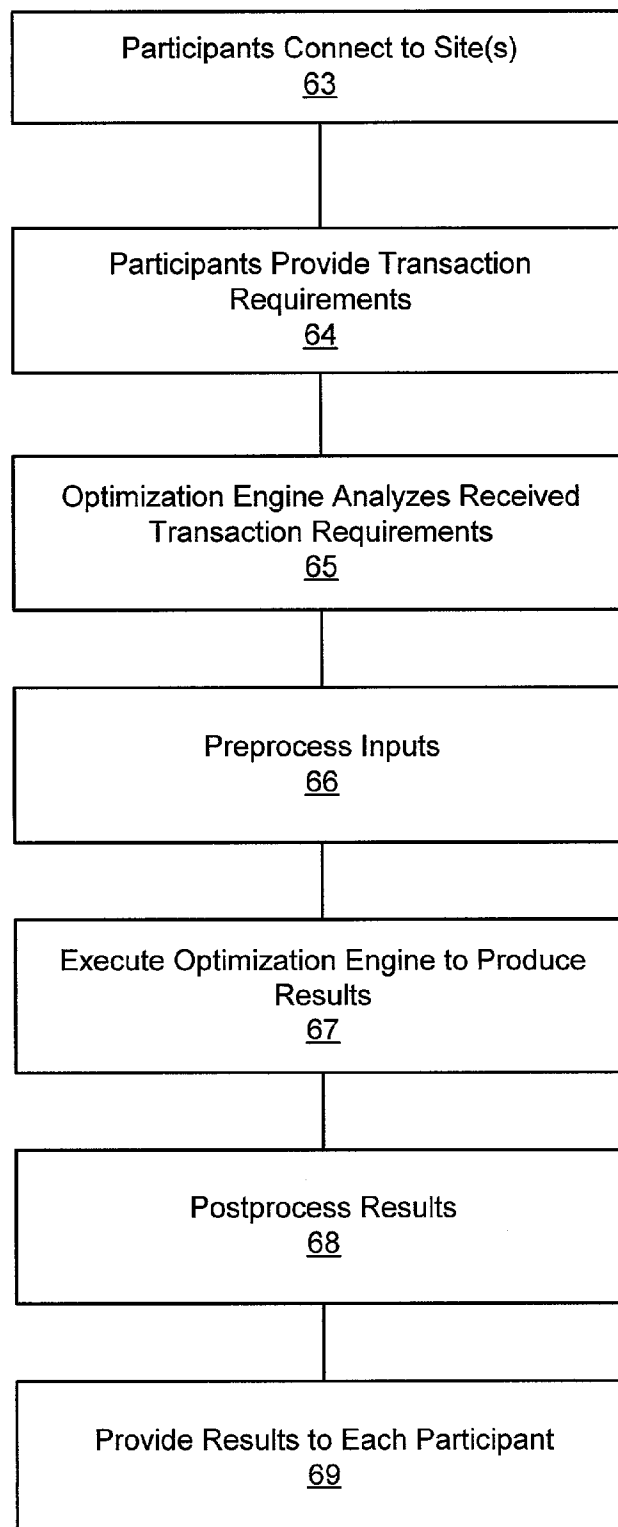 Participants Connect to Site(s)
63
Participants Provide Transaction
Requirements
64
Optimization Engine Analyzes Received
Transaction Requirements
65
Preprocess Inputs
66
Execute Optimization Engine to Produce
Results
67
Postprocess Results
68
Provide Results to Each Participant
69